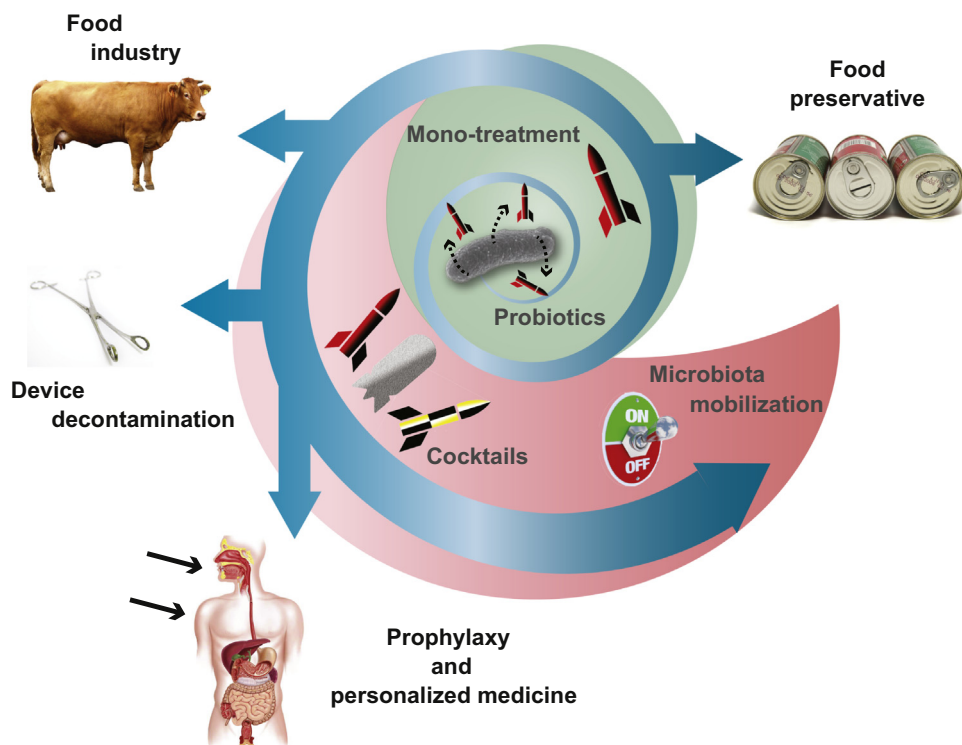 Food
industry
Food
preservative
Mono-treatment
Probiotics
Microbiota
mobilization
ON
OFF
Device
decontamination
Cocktails
Prophylaxy
and
personalized medicine